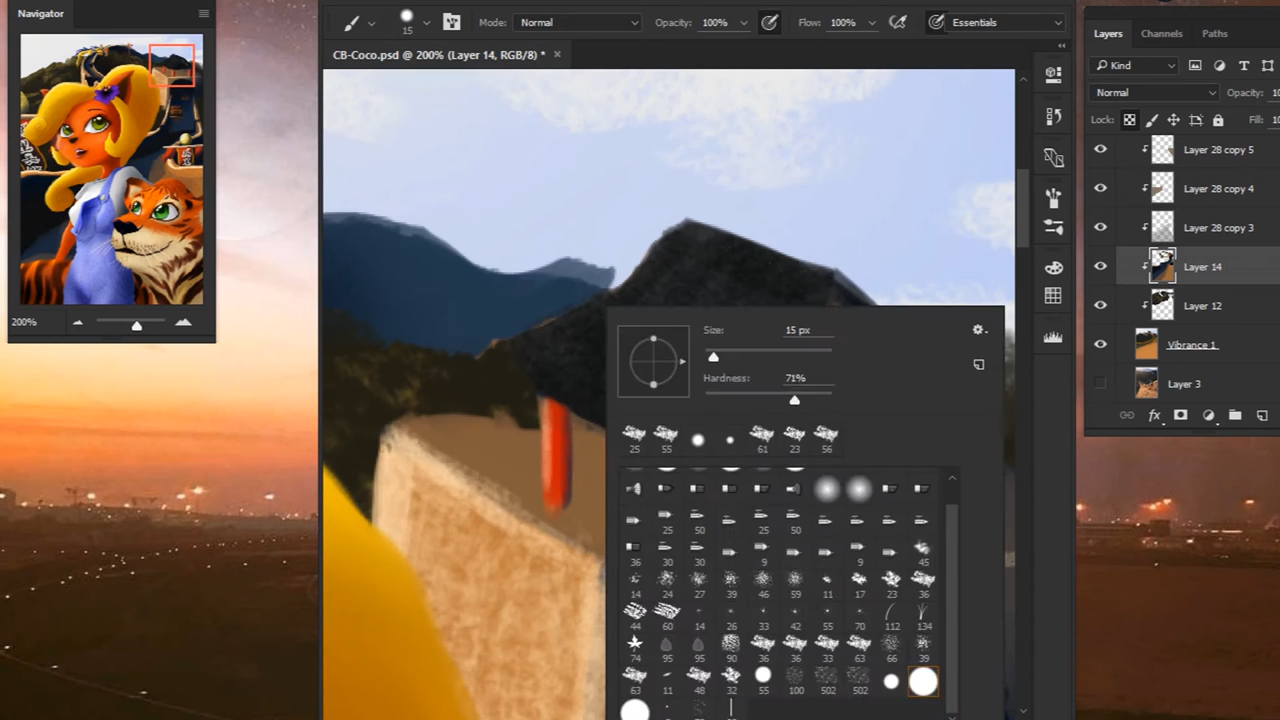 Navigator
200%
15
Mode: Normal
Opacity: 100%
Flow: 100%
Essentials
CB-Coco.psd @ 200% (Layer 14, RGB/8) *
Size: 15 px
Hardness: 71%
25 55 61 23 56
25 50 25 50
36 30 30 9 9 45
14 24 27 39 46 59 11 17 23 36
44 60 14 26 33 42 55 70 112 134
74 95 95 90 36 36 33 63 66 39
63 11 48 32 55 100 502 502
Layers Channels Paths
Kind
Normal Opacity: 10
Lock: Fill: 10
Layer 28 copy 5
Layer 28 copy 4
Layer 28 copy 3
Layer 14
Layer 12
Vibrance 1
Layer 3
fx